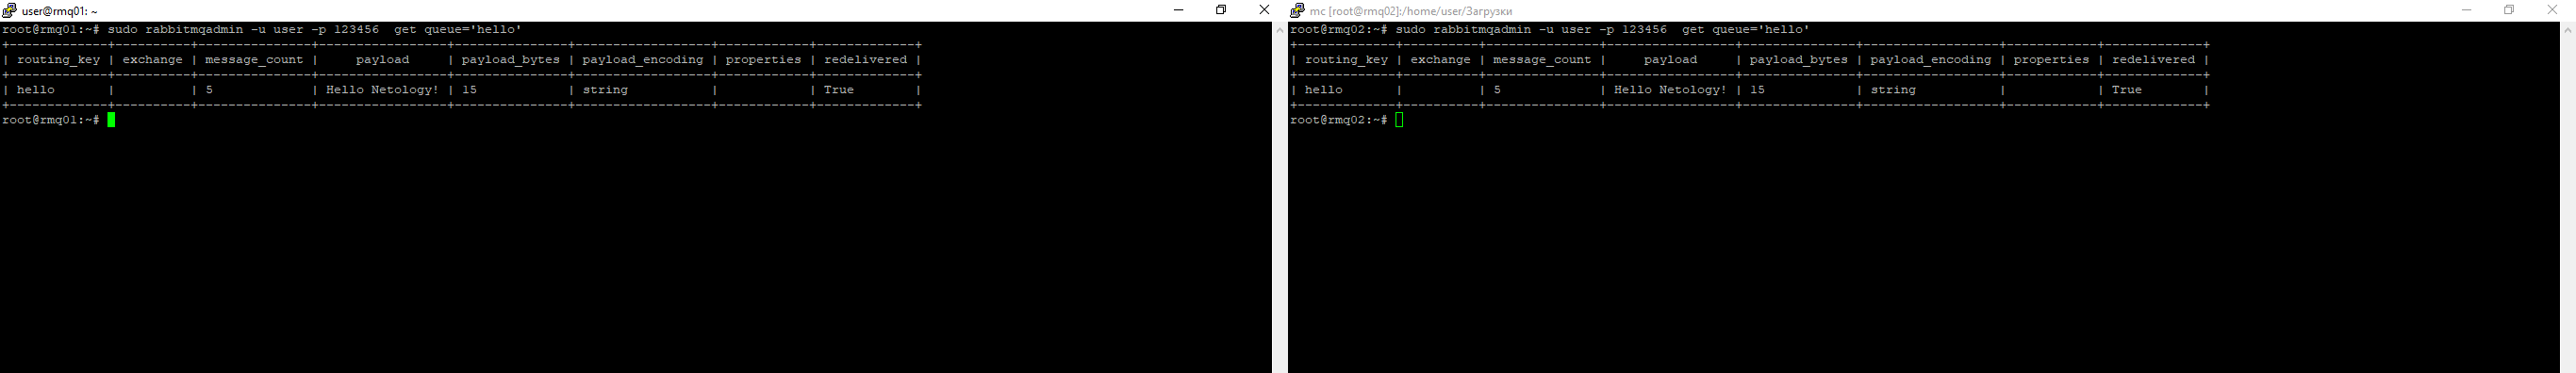 user@rmq01: ~
root@rmq01:~# sudo rabbitmqadmin -u user -p 123456  get queue='hello'
+-------------+----------+---------------+-----------------+---------------+------------------+------------+-------------+
| routing_key | exchange | message_count |     payload     | payload_bytes | payload_encoding | properties | redelivered |
+-------------+----------+---------------+-----------------+---------------+------------------+------------+-------------+
| hello       |          | 5             | Hello Netology! | 15            | string           |            | True        |
+-------------+----------+---------------+-----------------+---------------+------------------+------------+-------------+
root@rmq01:~#
mc [root@rmq02]:/home/user/Загрузки
root@rmq02:~# sudo rabbitmqadmin -u user -p 123456  get queue='hello'
+-------------+----------+---------------+-----------------+---------------+------------------+------------+-------------+
| routing_key | exchange | message_count |     payload     | payload_bytes | payload_encoding | properties | redelivered |
+-------------+----------+---------------+-----------------+---------------+------------------+------------+-------------+
| hello       |          | 5             | Hello Netology! | 15            | string           |            | True        |
+-------------+----------+---------------+-----------------+---------------+------------------+------------+-------------+
root@rmq02:~#